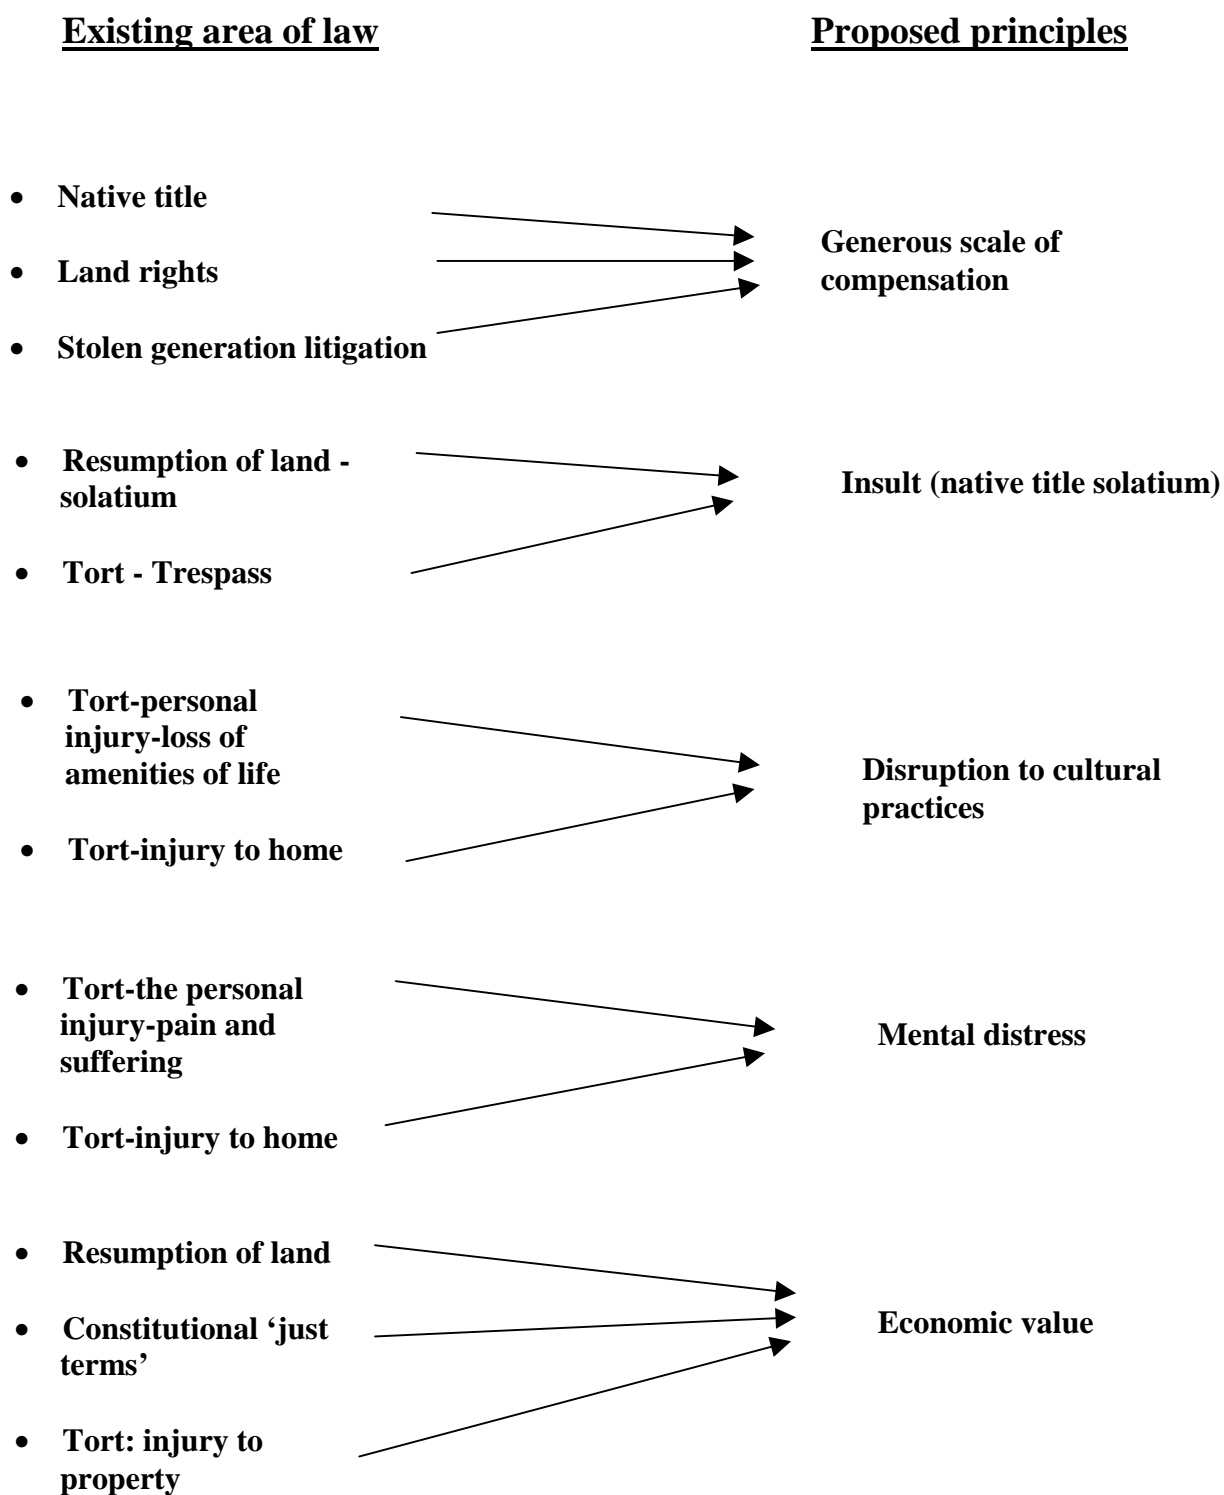 Existing area of law
Proposed principles
• Native title
• Land rights
• Stolen generation litigation
Generous scale of
compensation
• Resumption of land -
solatium
• Tort - Trespass
Insult (native title solatium)
• Tort-personal
injury-loss of
amenities of life
• Tort-injury to home
Disruption to cultural
practices
• Tort-the personal
injury-pain and
suffering
• Tort-injury to home
Mental distress
• Resumption of land
• Constitutional ‘just
terms’
• Tort: injury to
property
Economic value